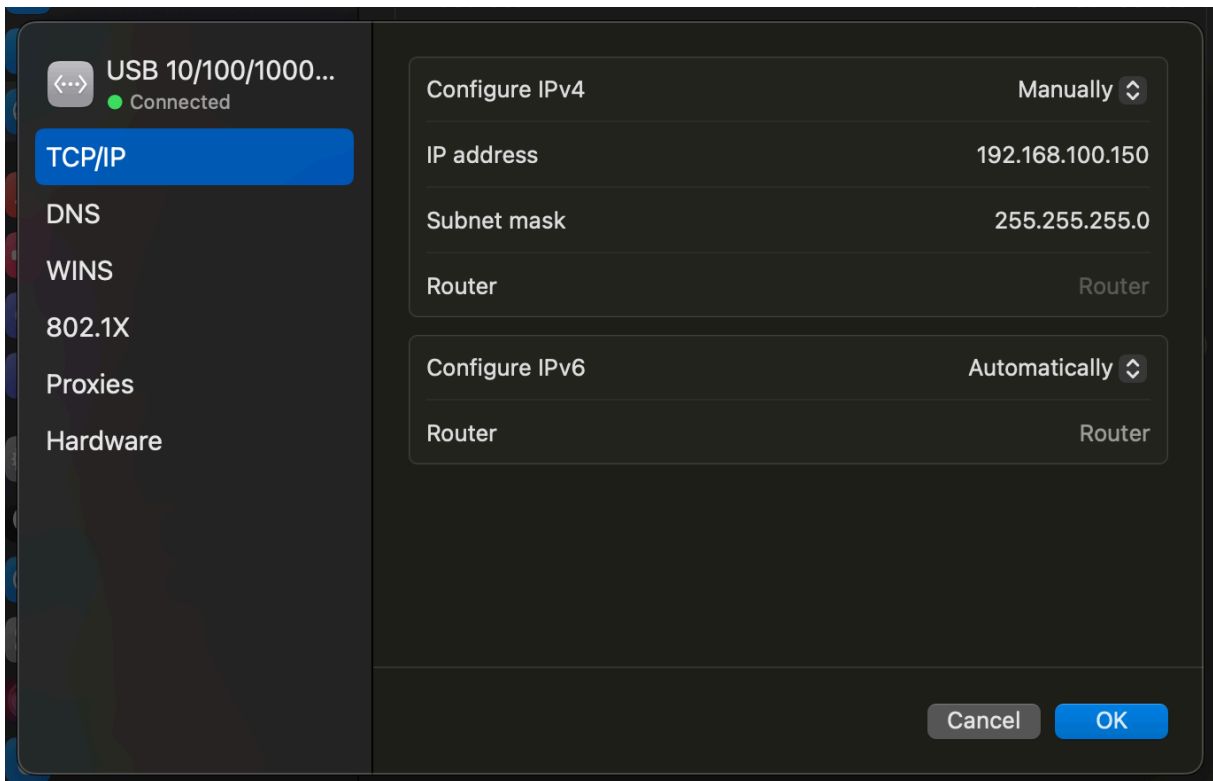 USB 10/100/1000...
Connected
TCP/IP
DNS
WINS
802.1X
Proxies
Hardware
Configure IPv4 Manually
IP address 192.168.100.150
Subnet mask 255.255.255.0
Router Router
Configure IPv6 Automatically
Router Router
Cancel OK